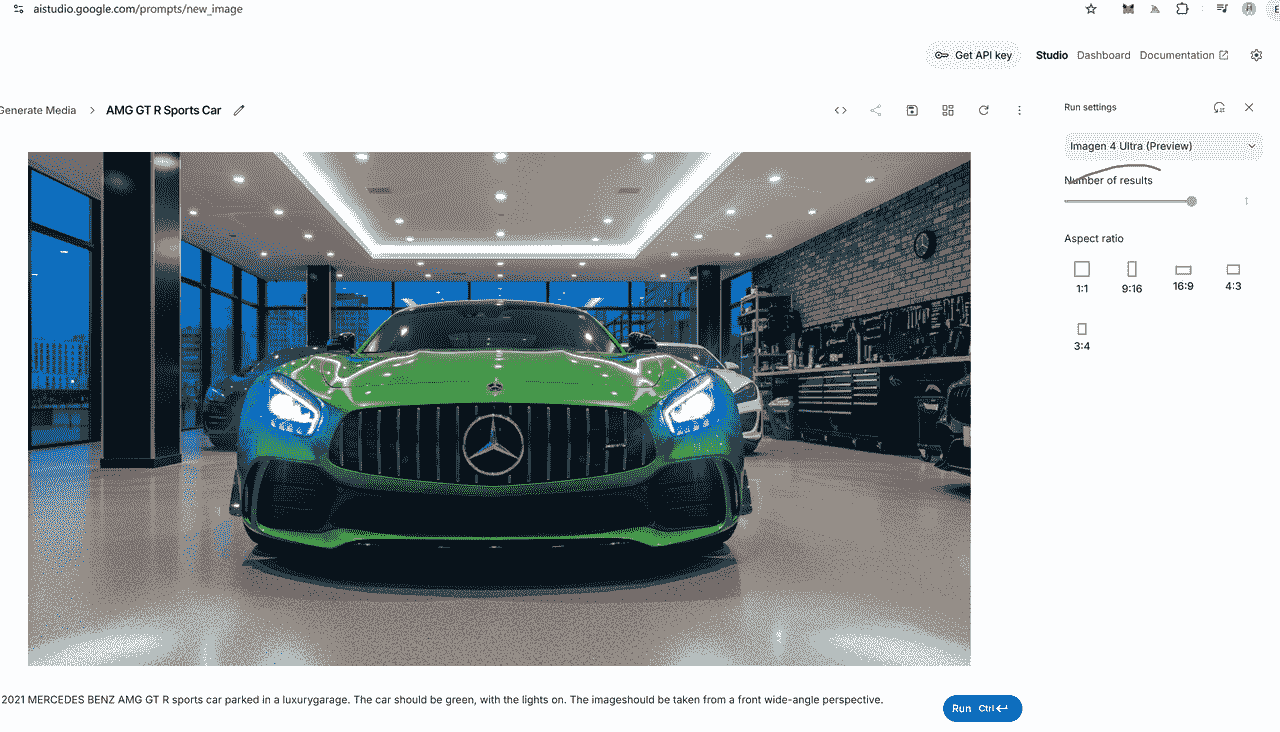 aistudio.google.com/prompts/new_image
Get API key
Studio
Dashboard
Documentation
Generate Media > AMG GT R Sports Car
Run settings
Imagen 4 Ultra (Preview)
Number of results
1
Aspect ratio
1:1
9:16
16:9
4:3
3:4
2021 MERCEDES BENZ AMG GT R sports car parked in a luxurygarage. The car should be green, with the lights on. The imageshould be taken from a front wide-angle perspective.
Run Ctrl